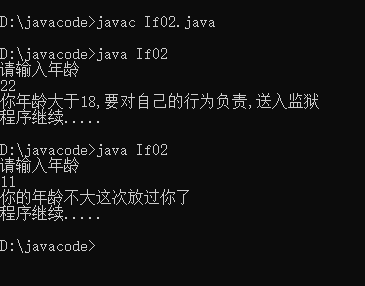 D:\javacode>javac If02.java
D:\javacode>java If02
请输入年龄
22
你年龄大于18,要对自己的行为负责,送入监狱
程序继续.....
D:\javacode>java If02
请输入年龄
11
你的年龄不大这次放过你了
程序继续.....
D:\javacode>